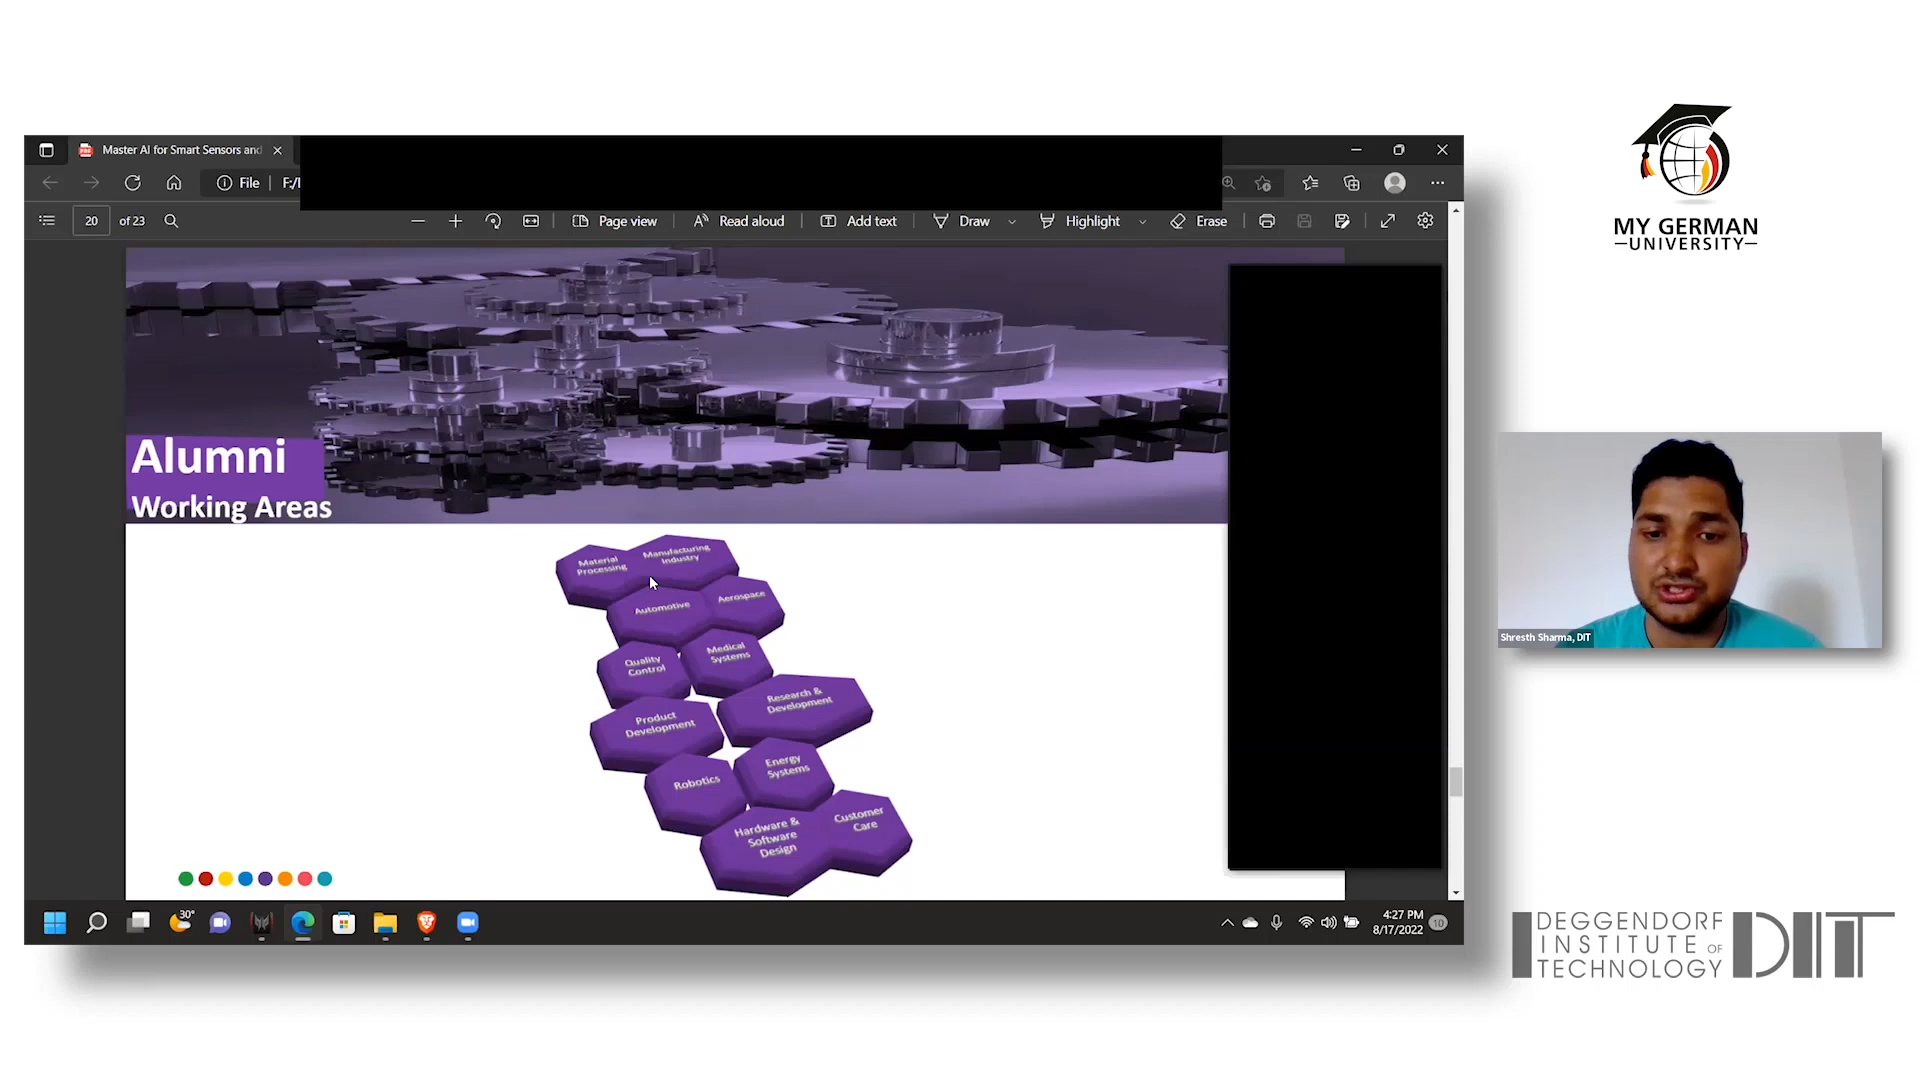 Master AI for Smart Sensors and
File
F:/I
20
of 23
Page view
Read aloud
Add text
Draw
Highlight
Erase
Alumni
Working Areas
Material
Processing
Manufacturing
Industry
Automotive
Aerospace
Quality
Control
Medical
Systems
Product
Development
Research &
Development
Robotics
Energy
Systems
Hardware &
Software
Design
Customer
Care
30°
4:27 PM
8/17/2022
10
MY GERMAN
UNIVERSITY
Shresth Sharma, DIT
DEGGENDORF
INSTITUTE OF
TECHNOLOGY
DIT